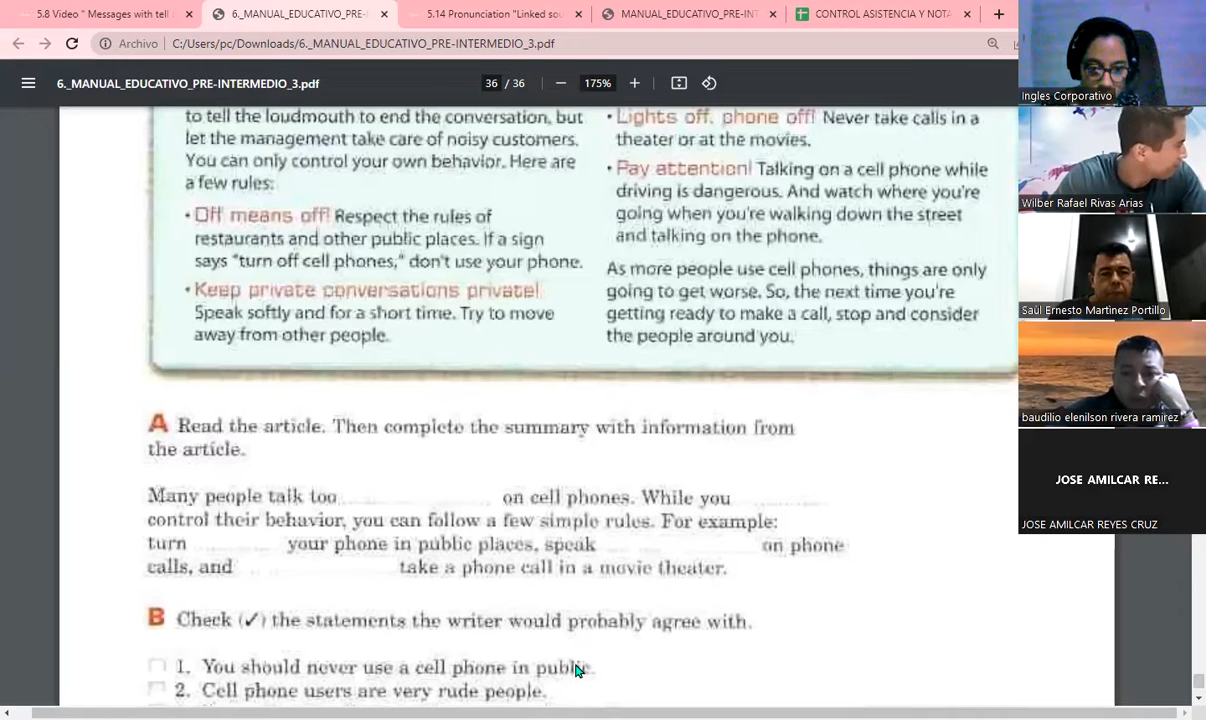 5.8 Video " Messages with tell
6._MANUAL_EDUCATIVO_PRE-
5.14 Pronunciation "Linked sou
MANUAL_EDUCATIVO_PRE-INT
CONTROL ASISTENCIA Y NOTA
Archivo
C:/Users/pc/Downloads/6._MANUAL_EDUCATIVO_PRE-INTERMEDIO_3.pdf
6._MANUAL_EDUCATIVO_PRE-INTERMEDIO_3.pdf
36 / 36
175%
to tell the loudmouth to end the conversation, but
let the management take care of noisy customers.
You can only control your own behavior. Here are
a few rules:
• Off means off! Respect the rules of
restaurants and other public places. If a sign
says "turn off cell phones," don't use your phone.
• Keep private conversations private!
Speak softly and for a short time. Try to move
away from other people.
• Lights off, phone off! Never take calls in a
theater or at the movies.
• Pay attention! Talking on a cell phone while
driving is dangerous. And watch where you're
going when you're walking down the street
and talking on the phone.
As more people use cell phones, things are only
going to get worse. So, the next time you're
getting ready to make a call, stop and consider
the people around you.
A Read the article. Then complete the summary with information from
the article.
Many people talk too on cell phones. While you
control their behavior, you can follow a few simple rules. For example:
turn your phone in public places, speak on phone
calls, and take a phone call in a movie theater.
B Check (✓) the statements the writer would probably agree with.
1. You should never use a cell phone in public.
2. Cell phone users are very rude people.
Ingles Corporativo
Wilber Rafael Rivas Arias
Saúl Ernesto Martìnez Portillo
baudilio elenilson rivera ramirez
JOSE AMILCAR RE...
JOSE AMILCAR REYES CRUZ